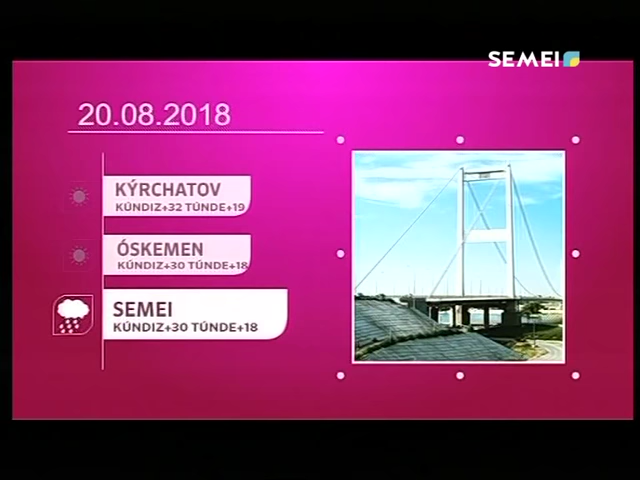 SEMEI
20.08.2018
KÝRCHATOV
KÚNDIZ+32 TÚNDE+19
ÓSKEMEN
KÚNDIZ+30 TÚNDE+18
SEMEI
KÚNDIZ+30 TÚNDE+18